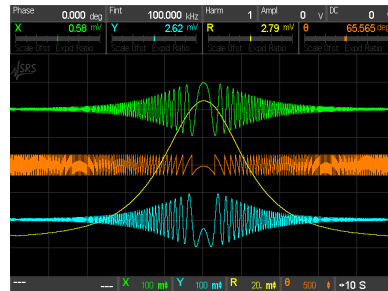 Phase 0.000 deg Fint 100.000 kHz Harm 1 Ampl 0 V DC 0
X 0.58 mV Y 2.62 mV R 2.79 mV θ 65.565 deg
Scale Ofst Expd Ratio Scale Ofst Expd Ratio Scale Ofst Expd Ratio Scale Ofst Expd Ratio
SRS
--- --- X 100 m Y 100 m R 20. m θ 500 10 S